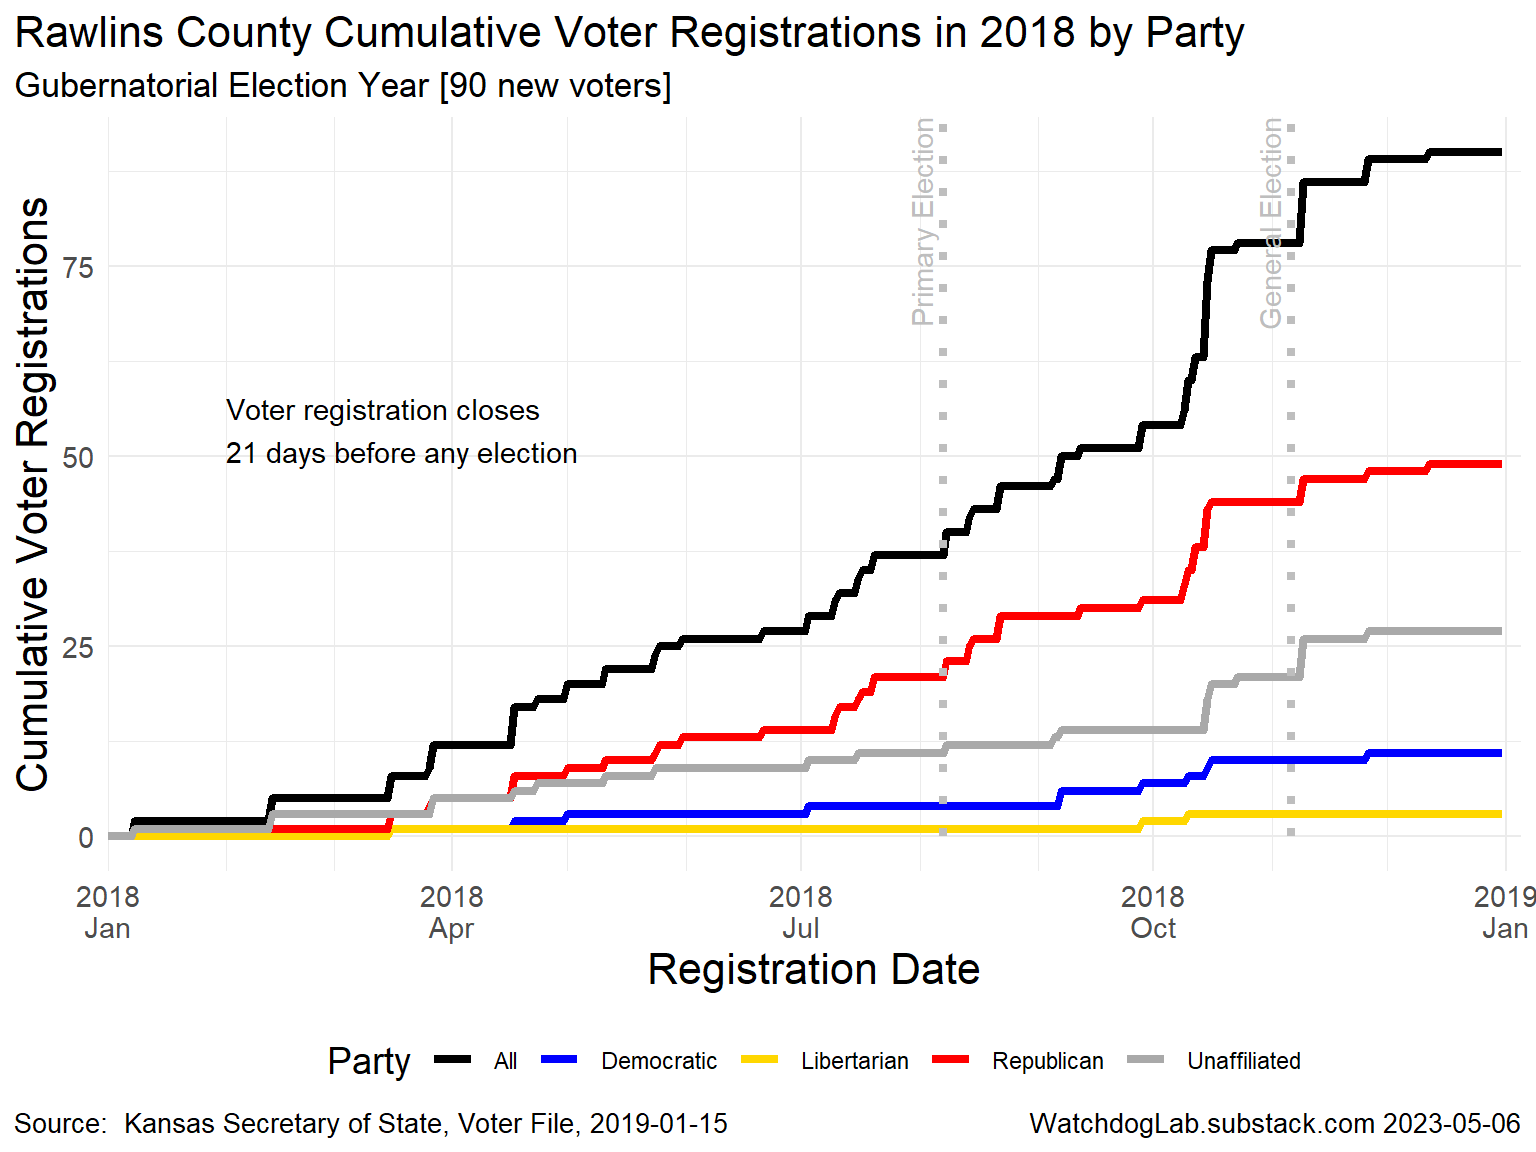 Rawlins County Cumulative Voter Registrations in 2018 by Party
Gubernatorial Election Year [90 new voters]
Cumulative Voter Registrations
75
50
25
0
Primary Election
General Election
Voter registration closes
21 days before any election
2018 2018 2018 2018 2019
Jan Apr Jul Oct Jan
Registration Date
Party All Democratic Libertarian Republican Unaffiliated
Source:  Kansas Secretary of State, Voter File, 2019-01-15
WatchdogLab.substack.com 2023-05-06